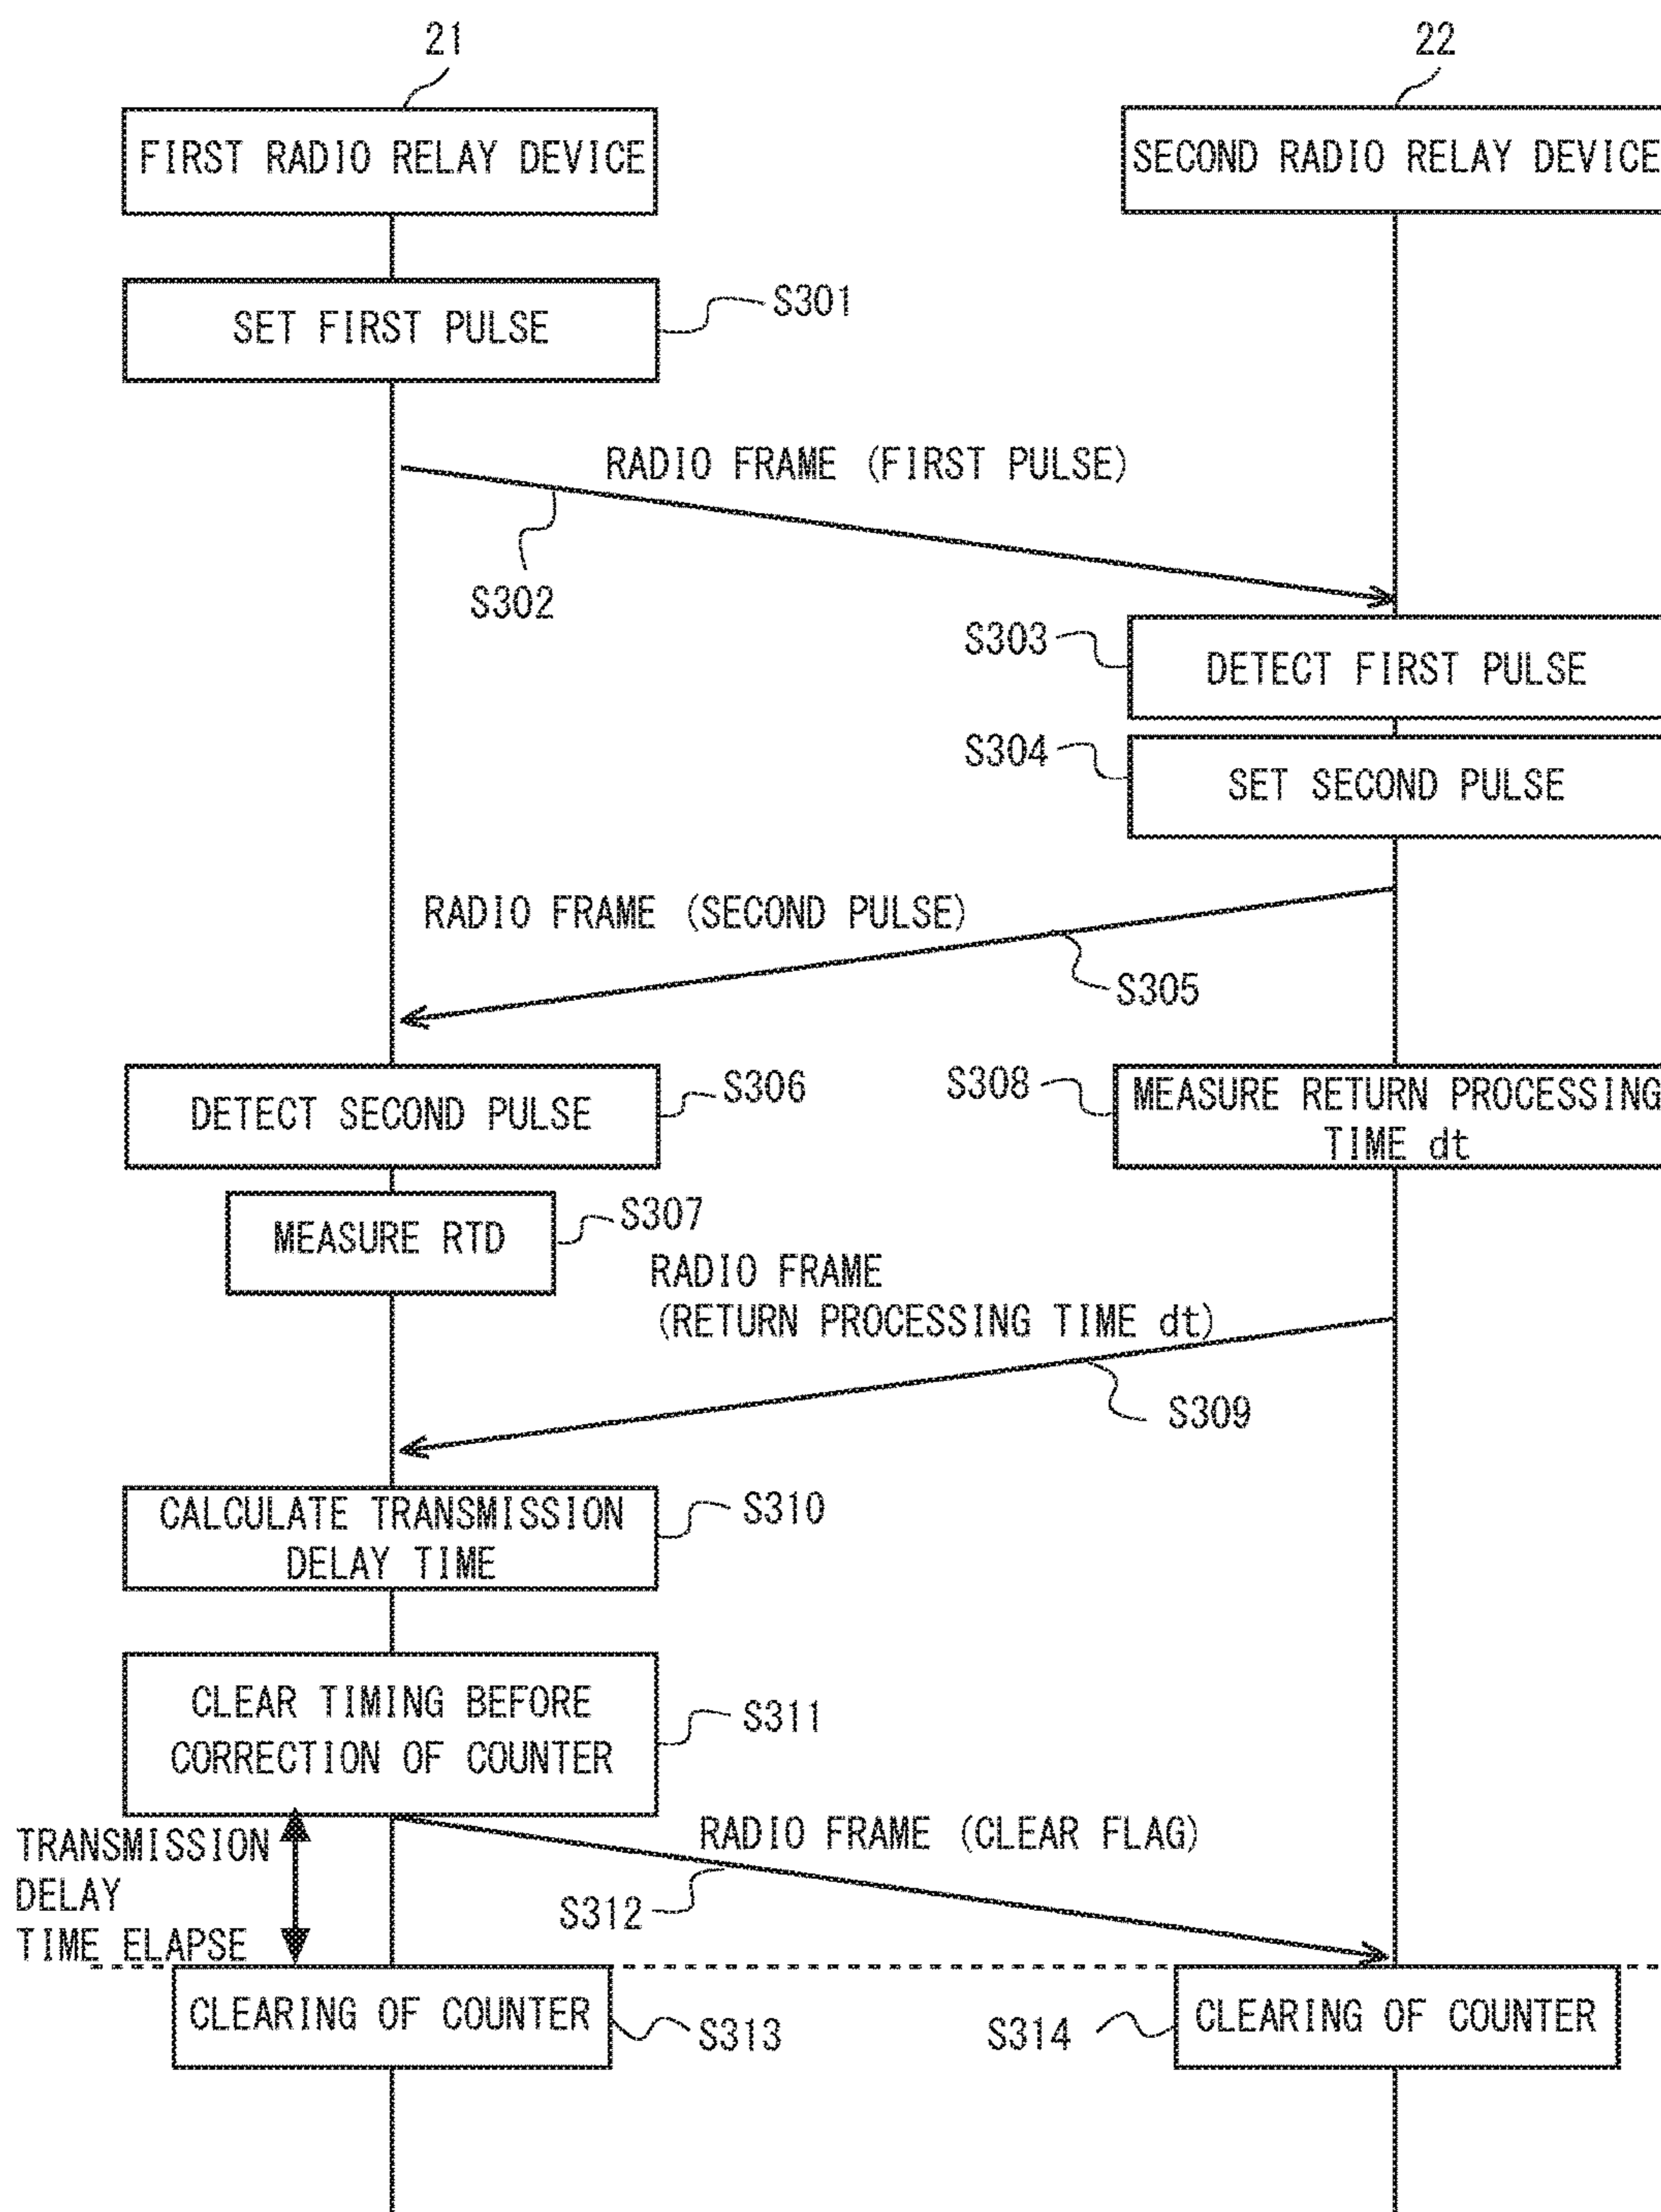 21
22
FIRST RADIO RELAY DEVICE
SECOND RADIO RELAY DEVICE
SET FIRST PULSE
S301
RADIO FRAME (FIRST PULSE)
S302
S303
DETECT FIRST PULSE
S304
SET SECOND PULSE
RADIO FRAME (SECOND PULSE)
S305
DETECT SECOND PULSE
S306
S308
MEASURE RETURN PROCESSING
TIME dt
MEASURE RTD
S307
RADIO FRAME
(RETURN PROCESSING TIME dt)
S309
CALCULATE TRANSMISSION
DELAY TIME
S310
CLEAR TIMING BEFORE
CORRECTION OF COUNTER
S311
TRANSMISSION
DELAY
TIME ELAPSE
RADIO FRAME (CLEAR FLAG)
S312
CLEARING OF COUNTER
S313
S314
CLEARING OF COUNTER